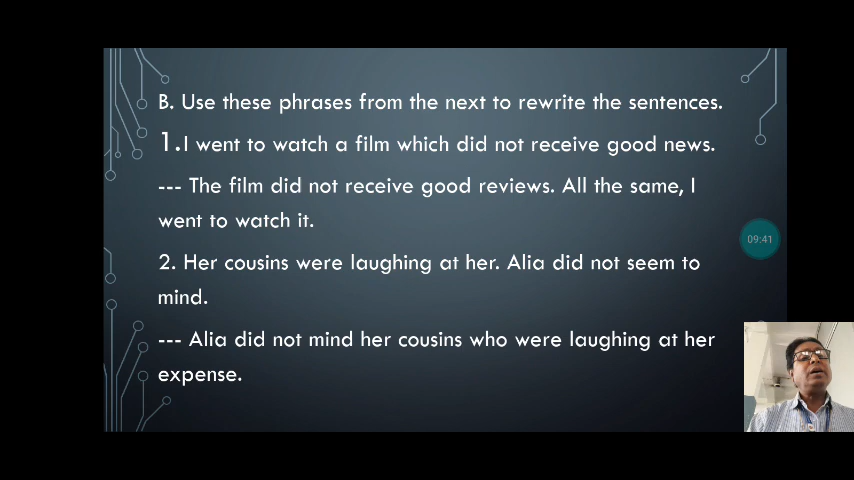 B. Use these phrases from the next to rewrite the sentences.
1.I went to watch a film which did not receive good news.
--- The film did not receive good reviews. All the same, I
went to watch it.
09:41
2. Her cousins were laughing at her. Alia did not seem to
mind.
--- Alia did not mind her cousins who were laughing at her
expense.